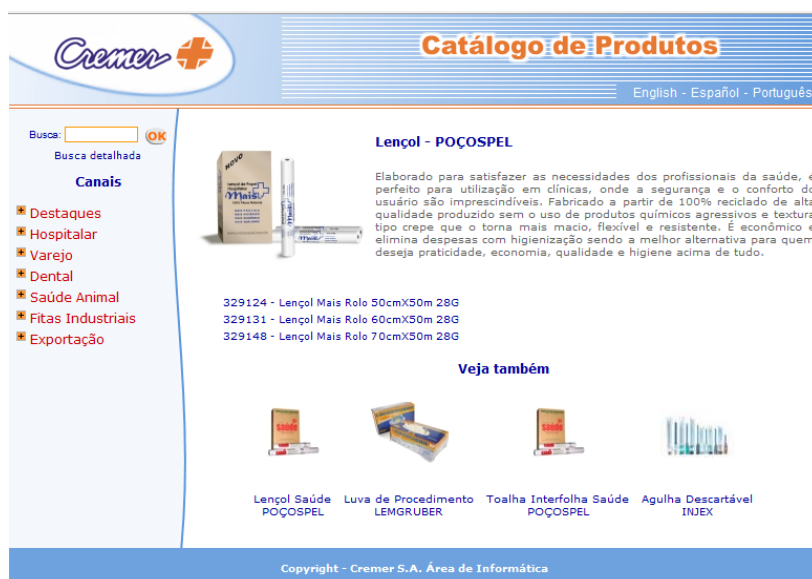 Cremer
Catálogo de Produtos
English - Español - Português
Busca:
OK
Busca detalhada
Canais
Destaques
Hospitalar
Varejo
Dental
Saúde Animal
Fitas Industriais
Exportação
NOVO
Mais
Mais
Lençol - POÇOSPEL
Elaborado para satisfazer as necessidades dos profissionais da saúde, é
perfeito para utilização em clínicas, onde a segurança e o conforto do
usuário são imprescindíveis. Fabricado a partir de 100% reciclado de alta
qualidade produzido sem o uso de produtos químicos agressivos e textura
tipo crepe que o torna mais macio, flexível e resistente. É econômico e
elimina despesas com higienização sendo a melhor alternativa para quem
deseja praticidade, economia, qualidade e higiene acima de tudo.
329124 - Lençol Mais Rolo 50cmX50m 28G
329131 - Lençol Mais Rolo 60cmX50m 28G
329148 - Lençol Mais Rolo 70cmX50m 28G
Veja também
saúde
saúde
Lençol Saúde
POÇOSPEL
Luva de Procedimento
LEMGRUBER
Toalha Interfolha Saúde
POÇOSPEL
Agulha Descartável
INJEX
Copyright - Cremer S.A. Área de Informática